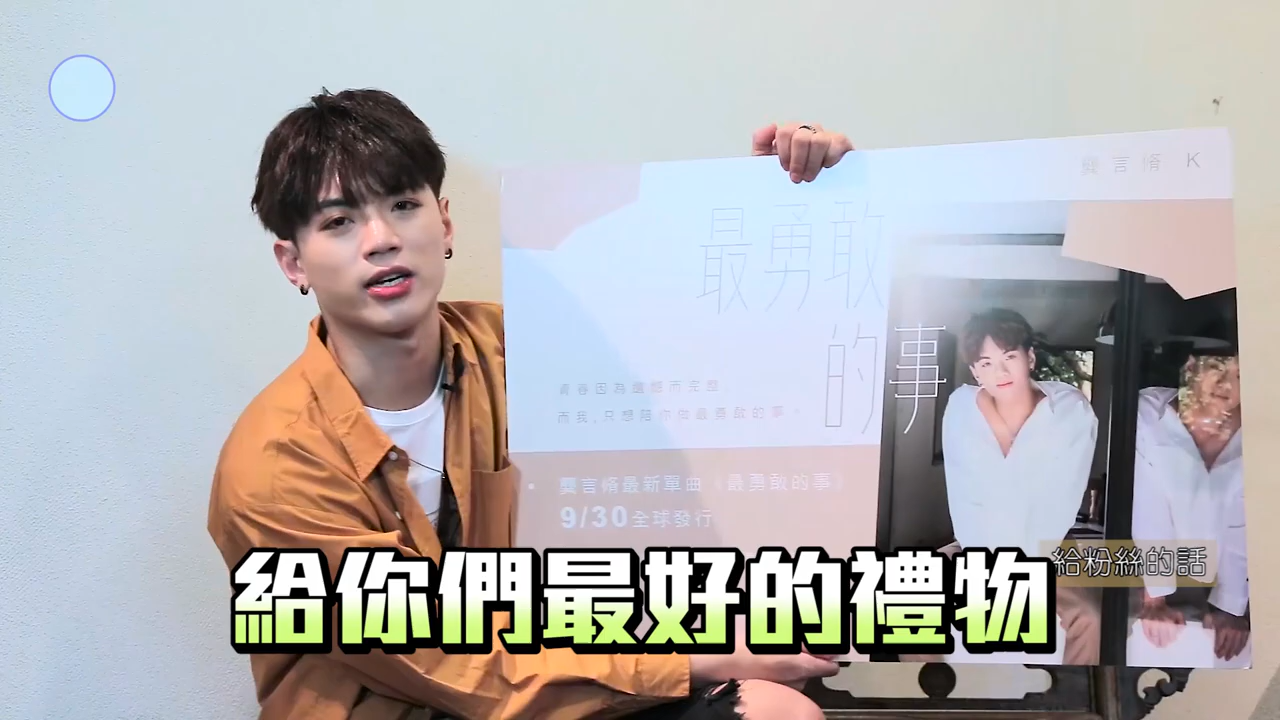 龔言脩 K
最勇敢
的事
青春因為遺憾而完整
而我，只想陪你做最勇敢的事。
龔言脩最新單曲《最勇敢的事》
9/30全球發行
給粉絲的話
給你們最好的禮物